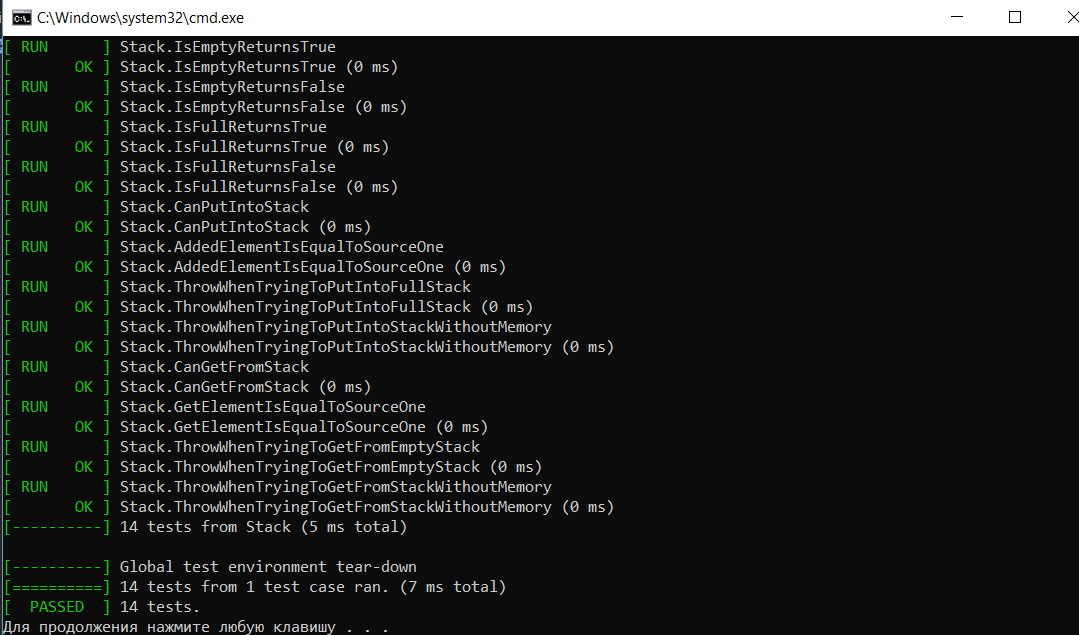 C:\Windows\system32\cmd.exe
[ RUN      ] Stack.IsEmptyReturnsTrue
[       OK ] Stack.IsEmptyReturnsTrue (0 ms)
[ RUN      ] Stack.IsEmptyReturnsFalse
[       OK ] Stack.IsEmptyReturnsFalse (0 ms)
[ RUN      ] Stack.IsFullReturnsTrue
[       OK ] Stack.IsFullReturnsTrue (0 ms)
[ RUN      ] Stack.IsFullReturnsFalse
[       OK ] Stack.IsFullReturnsFalse (0 ms)
[ RUN      ] Stack.CanPutIntoStack
[       OK ] Stack.CanPutIntoStack (0 ms)
[ RUN      ] Stack.AddedElementIsEqualToSourceOne
[       OK ] Stack.AddedElementIsEqualToSourceOne (0 ms)
[ RUN      ] Stack.ThrowWhenTryingToPutIntoFullStack
[       OK ] Stack.ThrowWhenTryingToPutIntoFullStack (0 ms)
[ RUN      ] Stack.ThrowWhenTryingToPutIntoStackWithoutMemory
[       OK ] Stack.ThrowWhenTryingToPutIntoStackWithoutMemory (0 ms)
[ RUN      ] Stack.CanGetFromStack
[       OK ] Stack.CanGetFromStack (0 ms)
[ RUN      ] Stack.GetElementIsEqualToSourceOne
[       OK ] Stack.GetElementIsEqualToSourceOne (0 ms)
[ RUN      ] Stack.ThrowWhenTryingToGetFromEmptyStack
[       OK ] Stack.ThrowWhenTryingToGetFromEmptyStack (0 ms)
[ RUN      ] Stack.ThrowWhenTryingToGetFromStackWithoutMemory
[       OK ] Stack.ThrowWhenTryingToGetFromStackWithoutMemory (0 ms)
[----------] 14 tests from Stack (5 ms total)
[----------] Global test environment tear-down
[==========] 14 tests from 1 test case ran. (7 ms total)
[  PASSED  ] 14 tests.
Для продолжения нажмите любую клавишу . . .